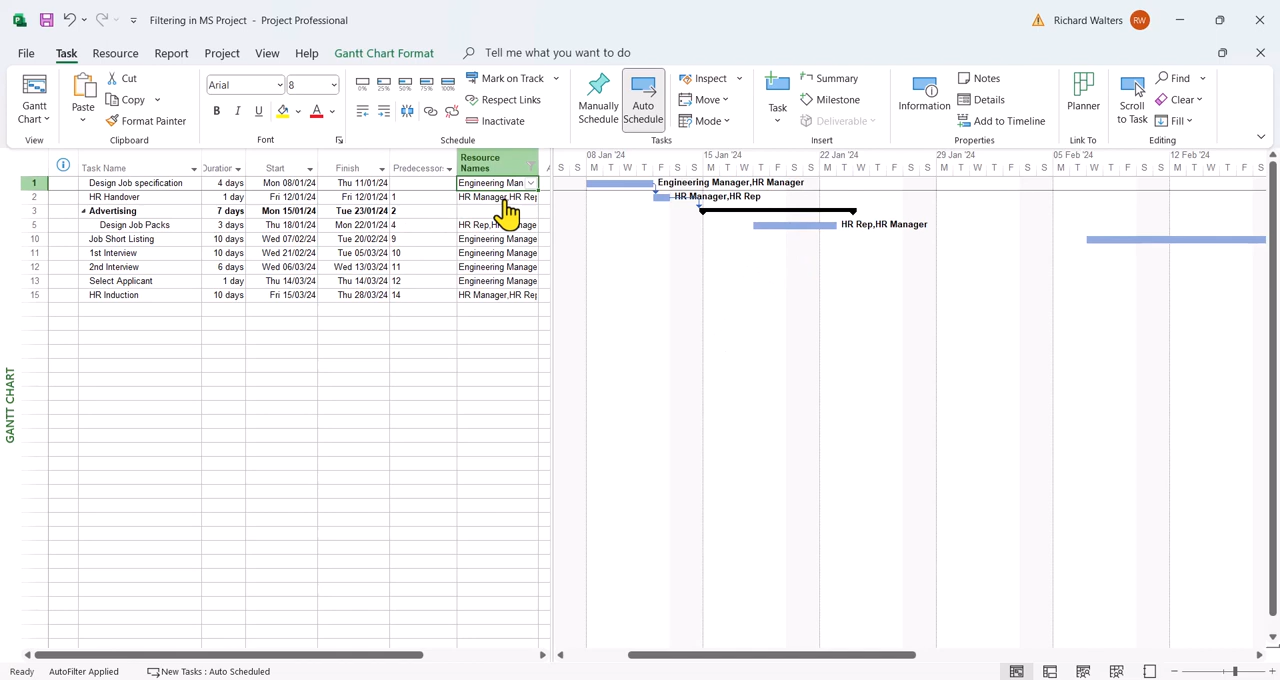 Filtering in MS Project - Project Professional
Richard Walters RW
File Task Resource Report Project View Help Gantt Chart Format Tell me what you want to do
Gantt Chart
View
Paste
Cut
Copy
Format Painter
Clipboard
Arial 8
B I U A
Font
0% 25% 50% 75% 100%
Mark on Track
Respect Links
Inactivate
Schedule
Manually Schedule
Auto Schedule
Inspect
Move
Mode
Tasks
Task
Summary
Milestone
Deliverable
Insert
Information
Notes
Details
Add to Timeline
Properties
Planner
Link To
Scroll to Task
Find
Clear
Fill
Editing
Task Name Duration Start Finish Predecessor Resource Names
1 Design Job specification 4 days Mon 08/01/24 Thu 11/01/24 Engineering Man
2 HR Handover 1 day Fri 12/01/24 Fri 12/01/24 1 HR Manager,HR Rep
3 Advertising 7 days Mon 15/01/24 Tue 23/01/24 2
5 Design Job Packs 3 days Thu 18/01/24 Mon 22/01/24 4 HR Rep,
10 Job Short Listing 10 days Wed 07/02/24 Tue 20/02/24 9 Engineering Manage
11 1st Interview 10 days Wed 21/02/24 Tue 05/03/24 10 Engineering Manage
12 2nd Interview 6 days Wed 06/03/24 Wed 13/03/24 11 Engineering Manage
13 Select Applicant 1 day Thu 14/03/24 Thu 14/03/24 12 Engineering Manage
15 HR Induction 10 days Fri 15/03/24 Thu 28/03/24 14 HR Manager,HR Rep
08 Jan '24 15 Jan '24 22 Jan '24 29 Jan '24 05 Feb '24 12 Feb '24
S S M T W T F S S M T W T F S S M T W T F S S M T W T F S S M T W T F S S M T W T F S
Engineering Manager,HR Manager
HR Manager,HR Rep
HR Rep,HR Manager
GANTT CHART
Ready AutoFilter Applied New Tasks : Auto Scheduled